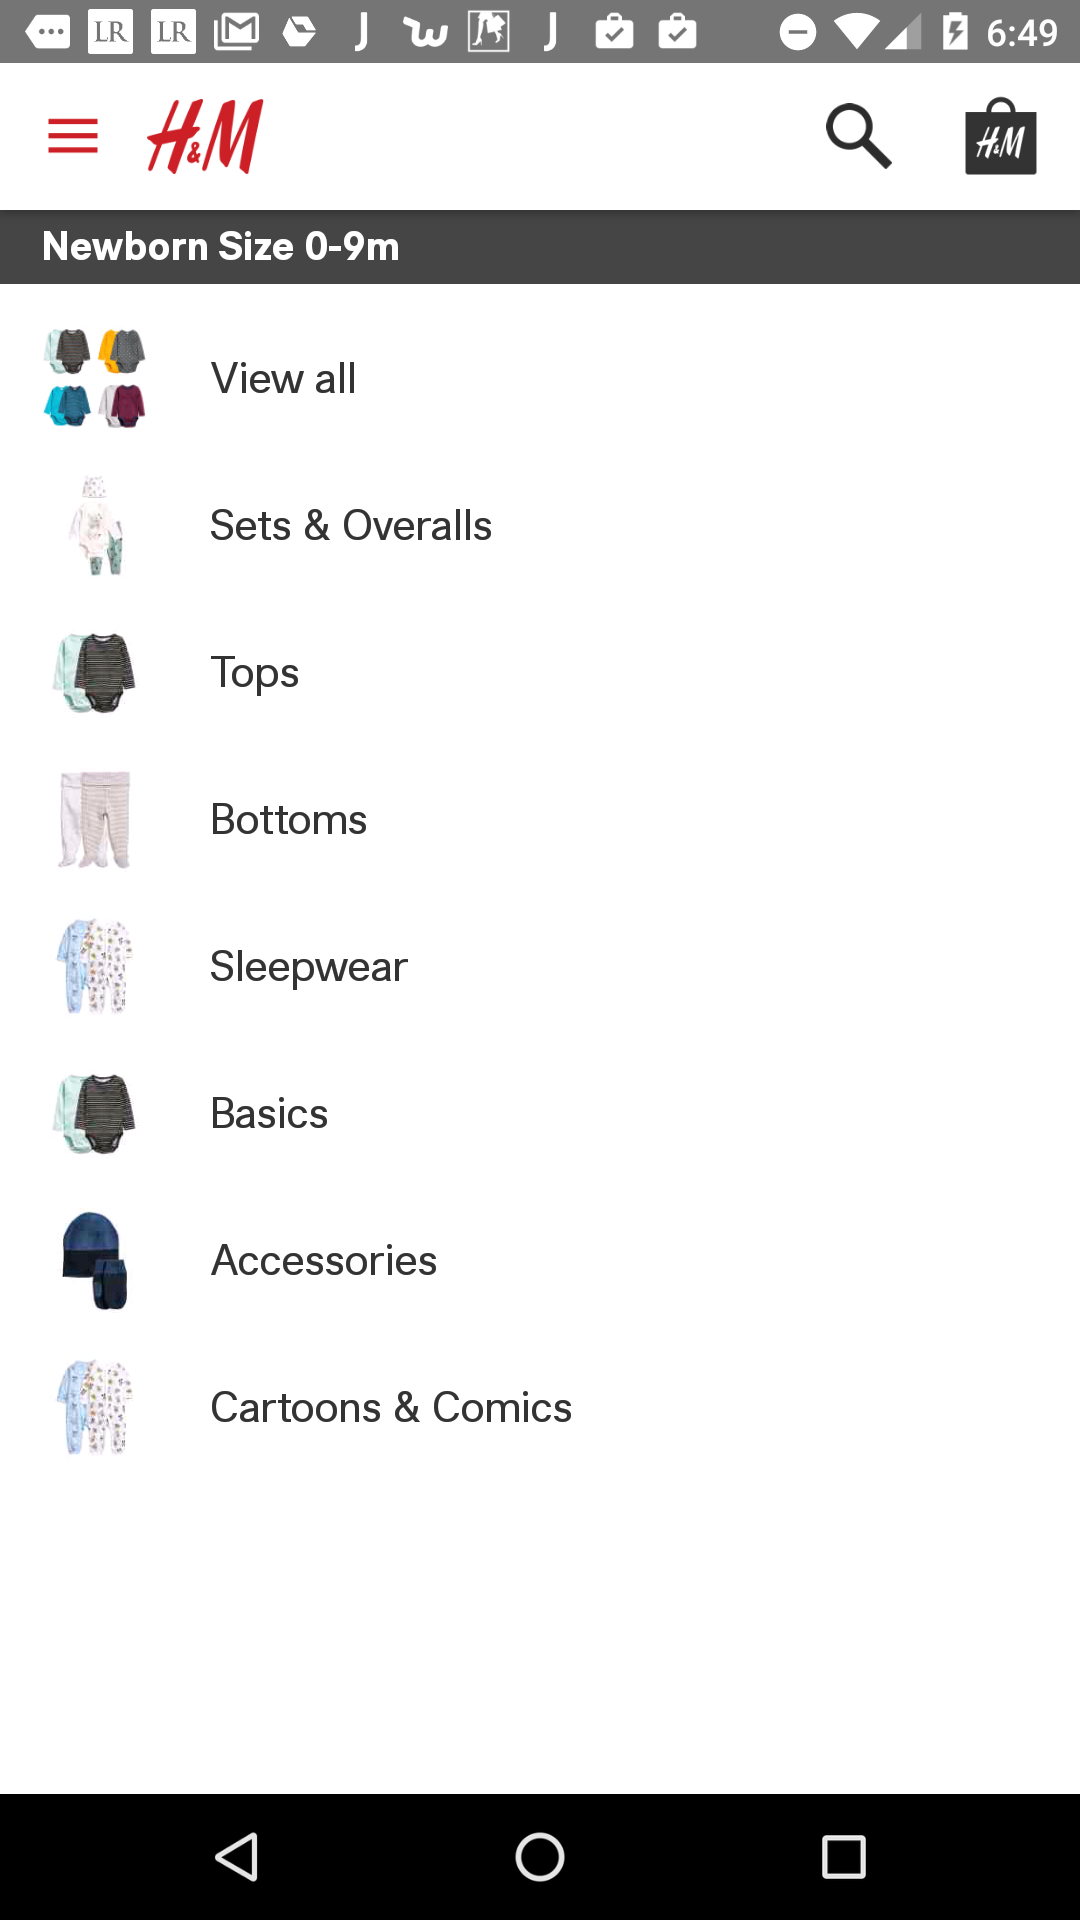 LR LR J J 6:49
H&M H&M
Newborn Size 0-9m
View all
Sets & Overalls
Tops
Bottoms
Sleepwear
Basics
Accessories
Cartoons & Comics